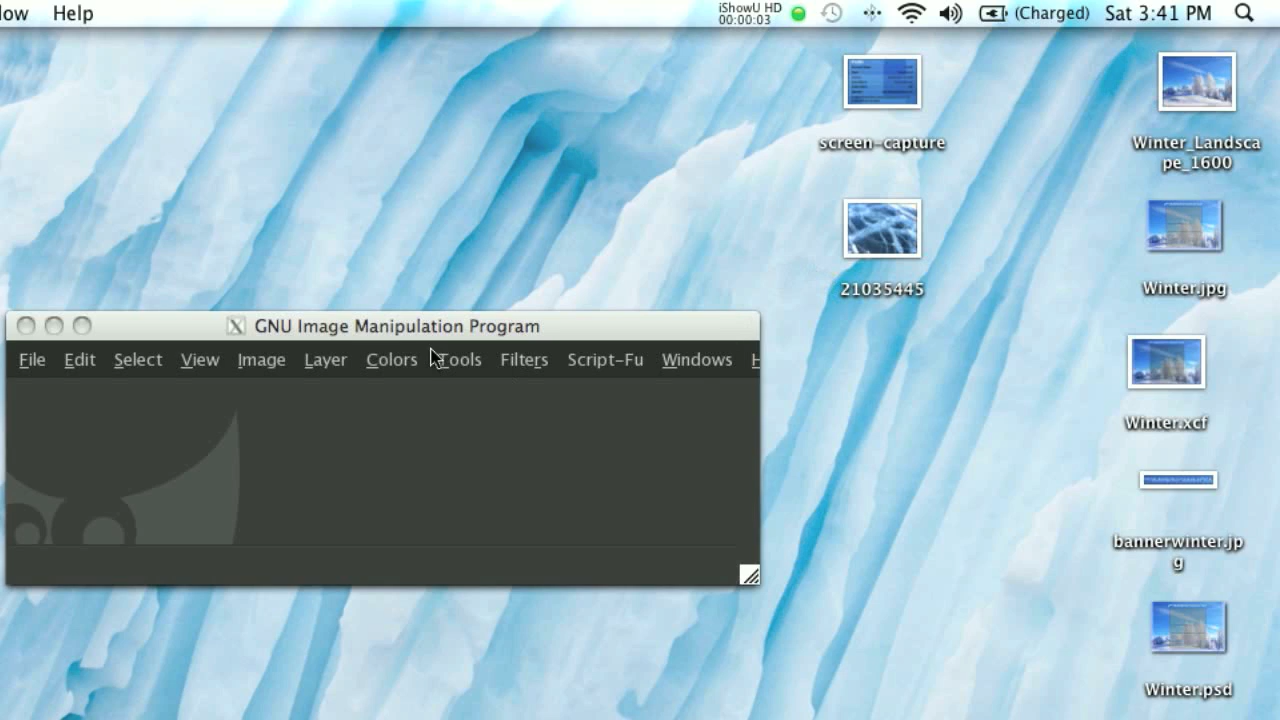 low Help iShowU HD (Charged) Sat 3:41 PM
00:00:03
screen-capture
Winter_Landsca
pe_1600
21035445
Winter.jpg
X GNU Image Manipulation Program
File Edit Select View Image Layer Colors Tools Filters Script-Fu Windows H
Winter.xcf
bannerwinter.jp
g
Winter.psd